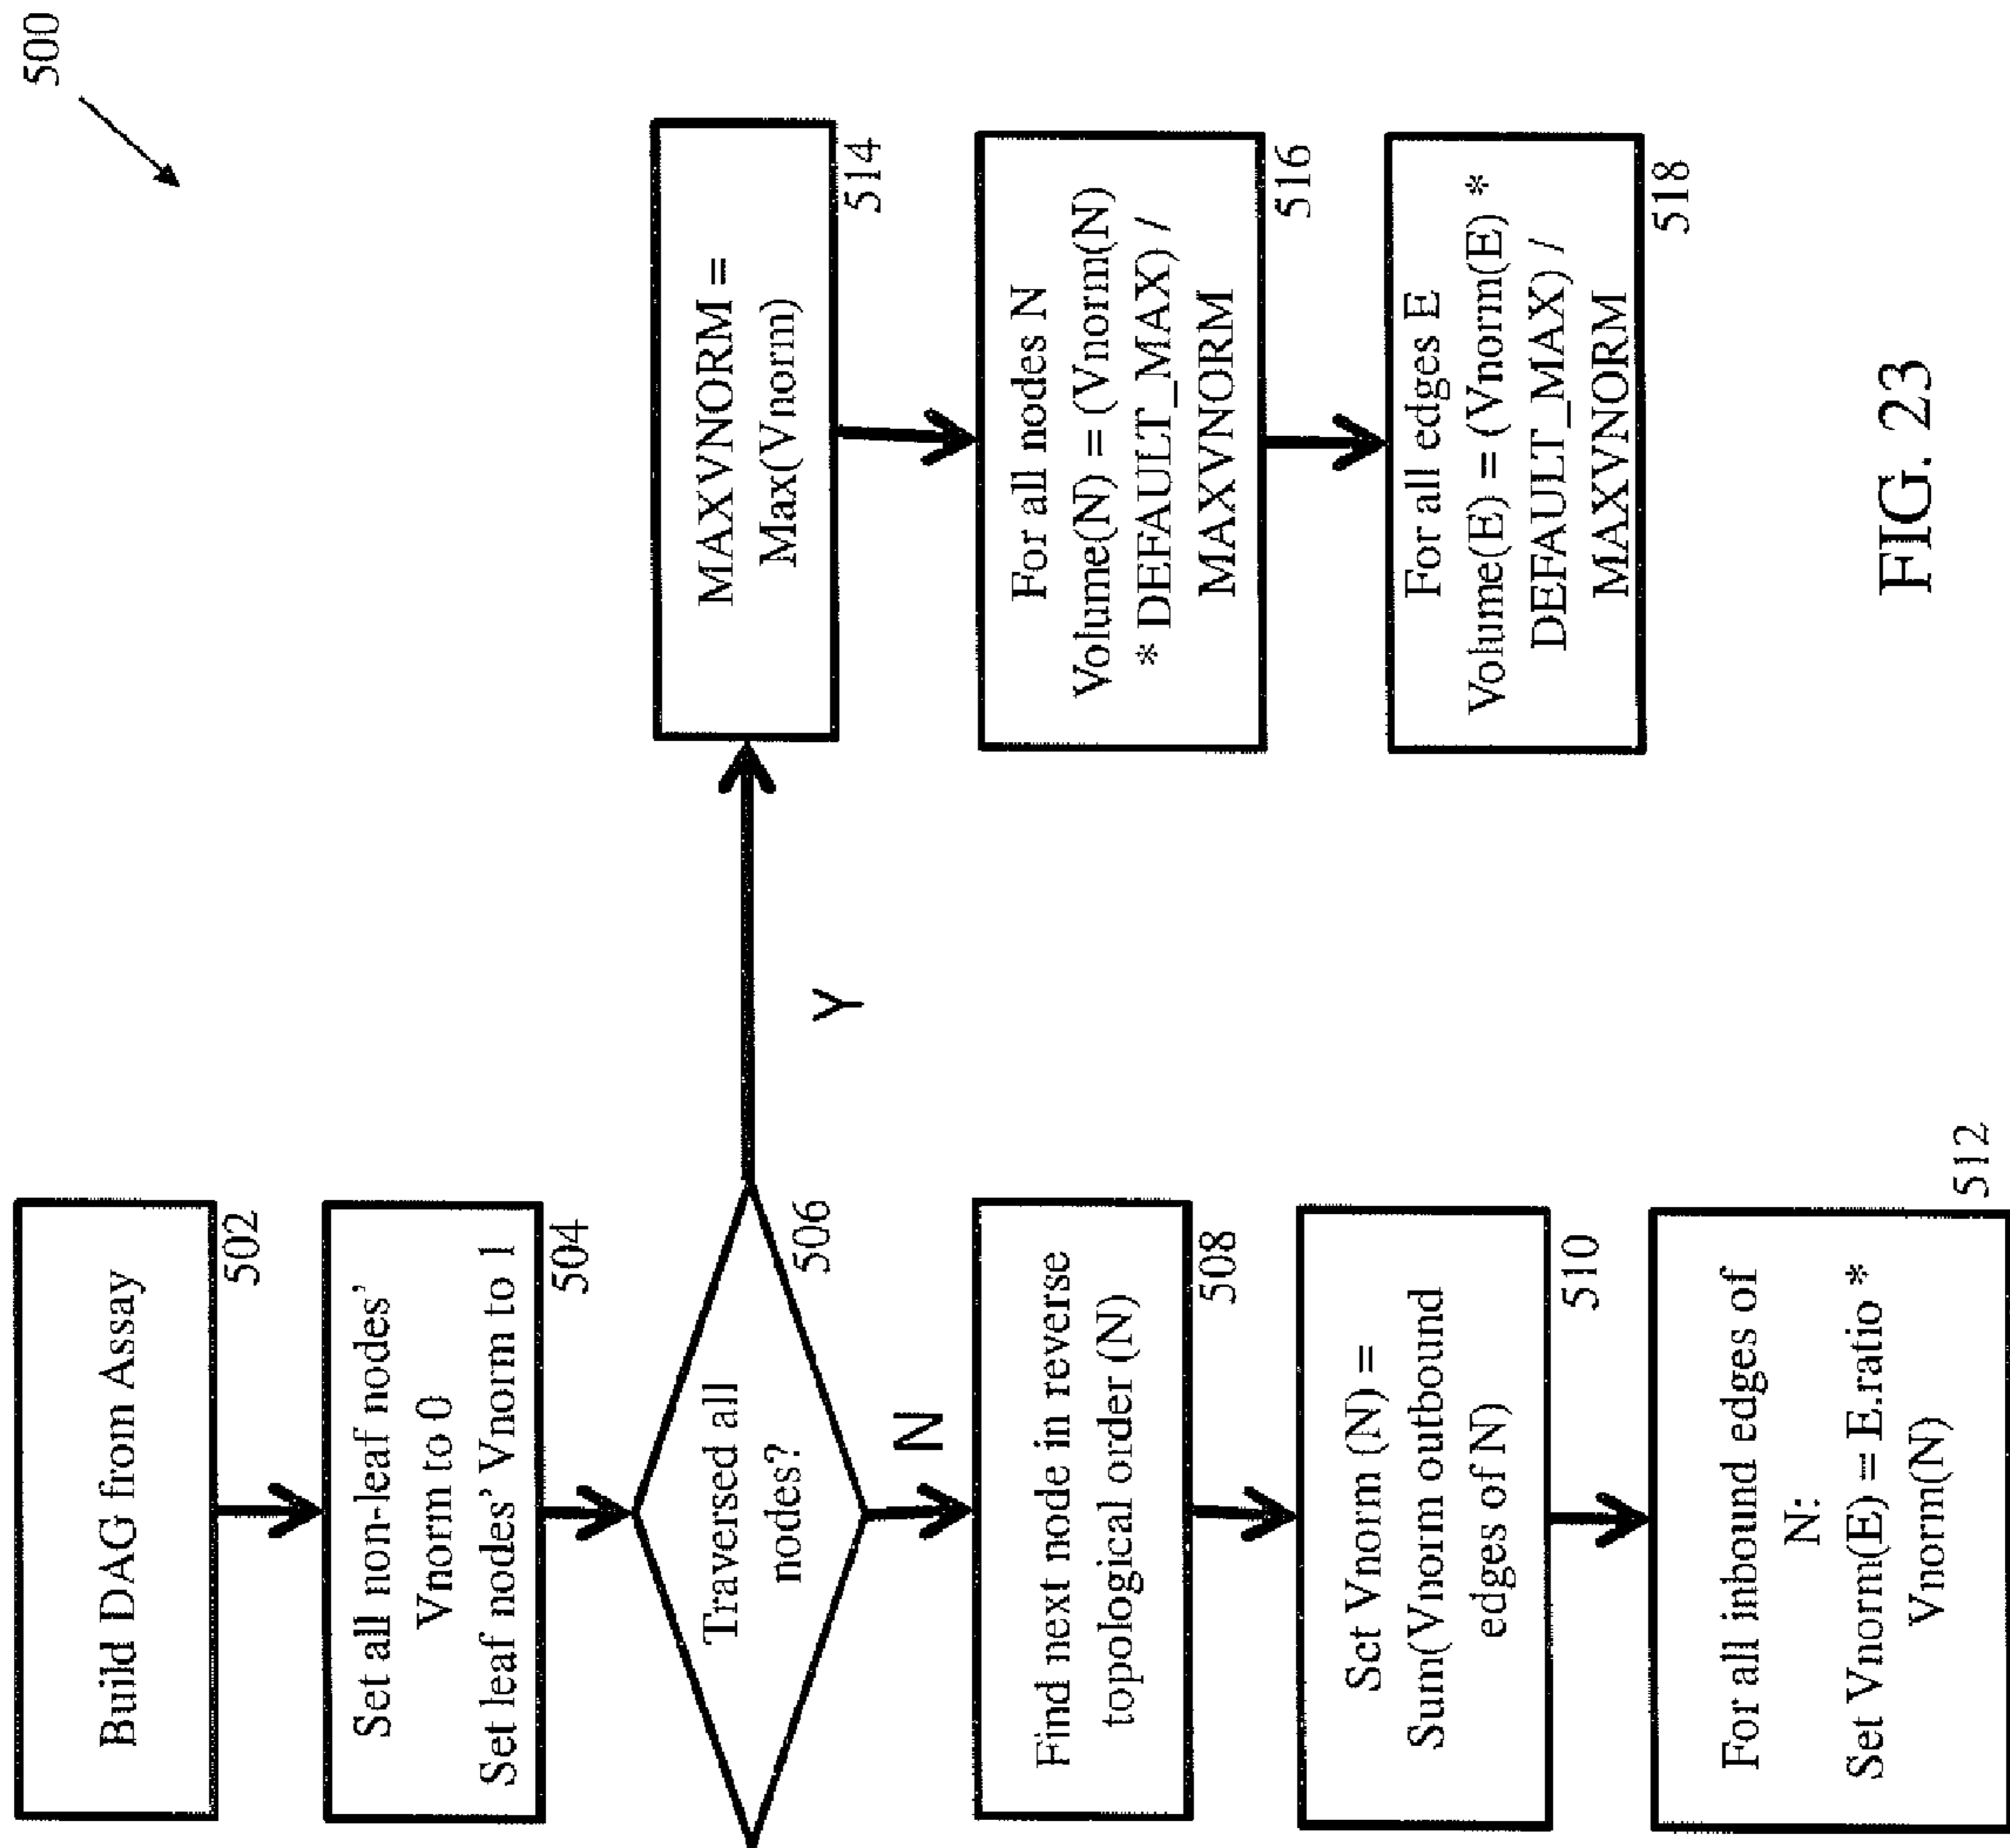 500
Build DAG from Assay
502
Set all non-leaf nodes'
Vnorm to 0
Set leaf nodes' Vnorm to 1
504
Traversed all
nodes?
506
N
Y
Find next node in reverse
topological order (N)
508
Set Vnorm (N) =
Sum(Vnorm outbound
edges of N)
510
For all inbound edges of
N:
Set Vnorm(E) = E.ratio *
Vnorm(N)
512
MAXVNORM =
Max(Vnorm)
514
For all nodes N
Volume(N) = (Vnorm(N)
* DEFAULT_MAX) /
MAXVNORM
516
For all edges E
Volume(E) = (Vnorm(E) *
DEFAULT_MAX) /
MAXVNORM
518
FIG. 23